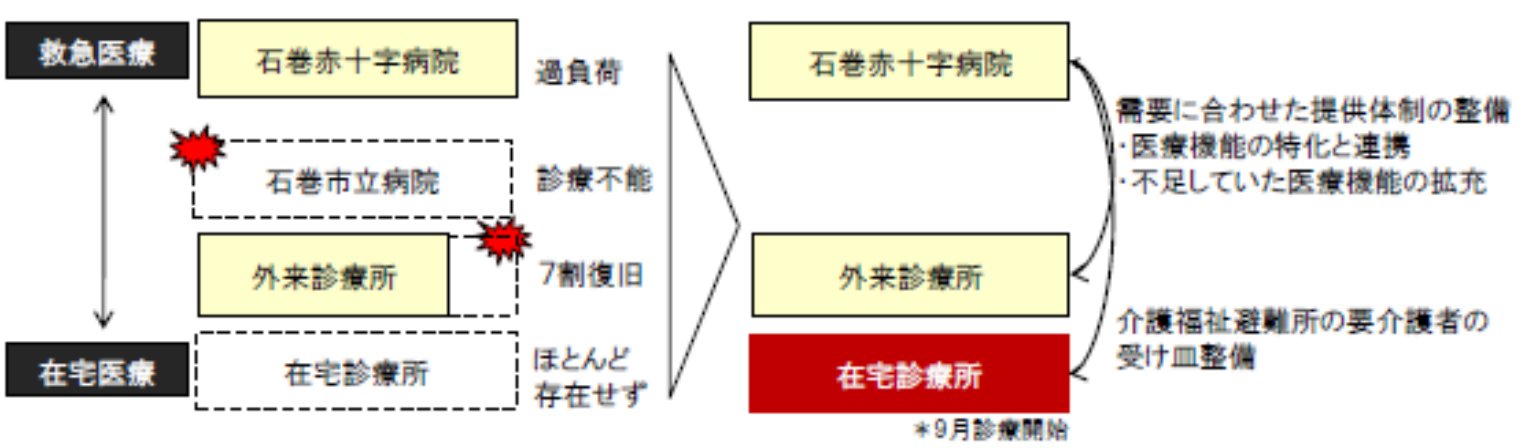 救急医療
石巻赤十字病院
過負荷
石巻市立病院
診療不能
外来診療所
7割復旧
在宅医療
在宅診療所
ほとんど
存在せず
石巻赤十字病院
外来診療所
在宅診療所
*9月診療開始
需要に合わせた提供体制の整備
・医療機能の特化と連携
・不足していた医療機能の拡充
介護福祉避難所の要介護者の
受け皿整備